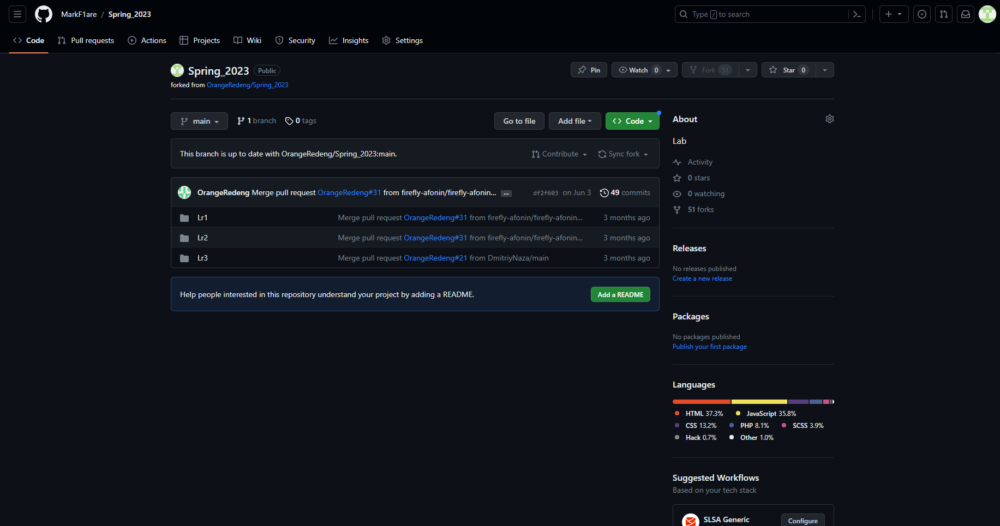 MarkF1are / Spring_2023
Type / to search
Code Pull requests Actions Projects Wiki Security Insights Settings
Spring_2023 Public
Pin Watch 0 Fork 51 Star 0
forked from OrangeRedeng/Spring_2023
main 1 branch 0 tags Go to file Add file Code
This branch is up to date with OrangeRedeng/Spring_2023:main. Contribute Sync fork
OrangeRedeng Merge pull request OrangeRedeng#31 from firefly-afonin/firefly-afonin... ... df2f603 on Jun 3 49 commits
Lr1 Merge pull request OrangeRedeng#31 from firefly-afonin/firefly-afonin... 3 months ago
Lr2 Merge pull request OrangeRedeng#31 from firefly-afonin/firefly-afonin... 3 months ago
Lr3 Merge pull request OrangeRedeng#21 from DmitriyNaza/main 3 months ago
Help people interested in this repository understand your project by adding a README. Add a README
About
Lab
Activity
0 stars
0 watching
51 forks
Releases
No releases published
Create a new release
Packages
No packages published
Publish your first package
Languages
HTML 37.3% JavaScript 35.8%
CSS 13.2% PHP 8.1% SCSS 3.9%
Hack 0.7% Other 1.0%
Suggested Workflows
Based on your tech stack
SLSA Generic Configure